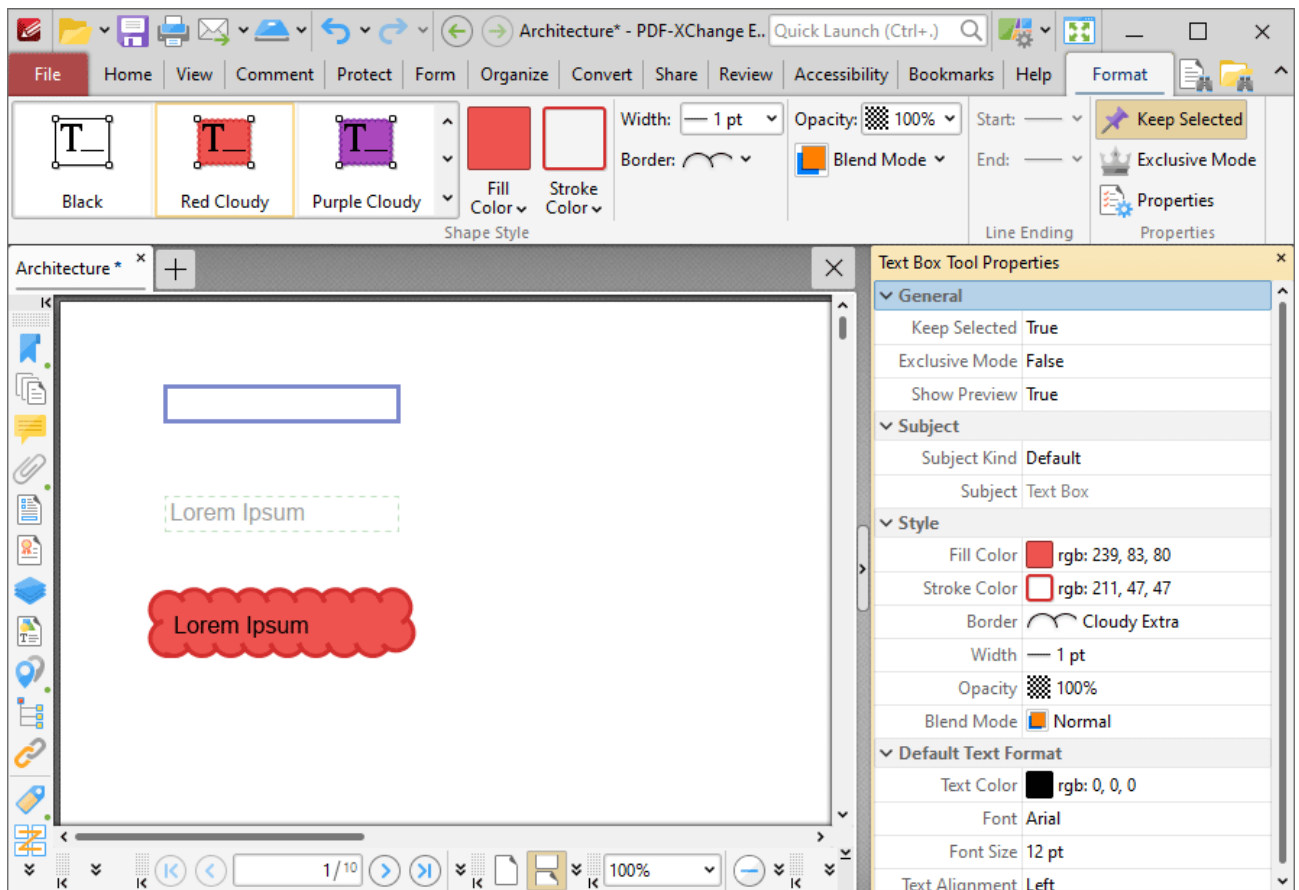 Architecture* - PDF-XChange E.. Quick Launch (Ctrl+.)
File Home View Comment Protect Form Organize Convert Share Review Accessibility Bookmarks Help Format
T_ T_ T_
Black Red Cloudy Purple Cloudy
Fill Color
Stroke Color
Width: 1 pt
Border:
Shape Style
Opacity: 100%
Blend Mode
Start:
End:
Line Ending
Keep Selected
Exclusive Mode
Properties
Properties
Architecture *
Text Box Tool Properties
General
Keep Selected True
Exclusive Mode False
Show Preview True
Subject
Subject Kind Default
Subject Text Box
Style
Fill Color rgb: 239, 83, 80
Stroke Color rgb: 211, 47, 47
Border Cloudy Extra
Width 1 pt
Opacity 100%
Blend Mode Normal
Default Text Format
Text Color rgb: 0, 0, 0
Font Arial
Font Size 12 pt
Text Alignment Left
Lorem Ipsum
Lorem Ipsum
1/10
100%